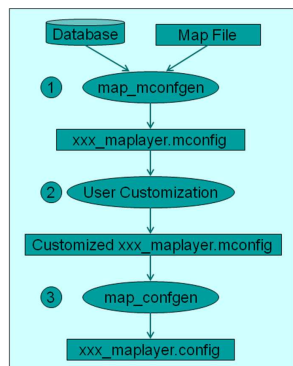 Database
Map File
1
map_mconfgen
xxx_maplayer.mconfig
2
User Customization
Customized xxx_maplayer.mconfig
3
map_confgen
xxx_maplayer.config